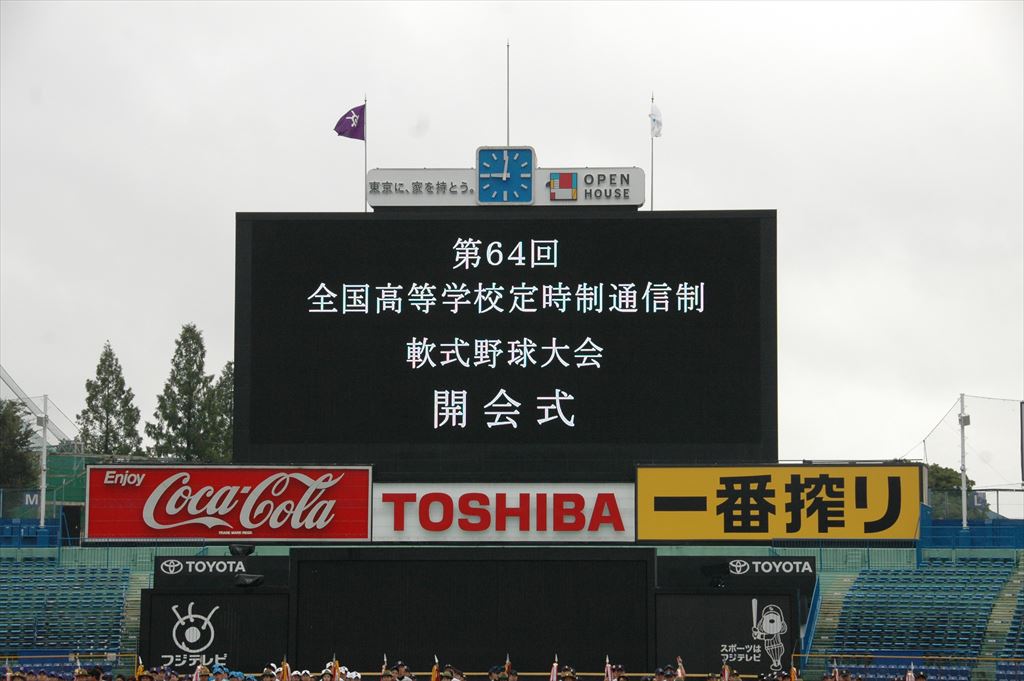 東京に、家を持とう。
OPEN
HOUSE
第64回
全国高等学校定時制通信制
軟式野球大会
開会式
Enjoy
Coca-Cola
TRADE MARK REGD
TOSHIBA
一番搾り
M
TOYOTA
TOYOTA
フジテレビ
スポーツは
フジテレビ